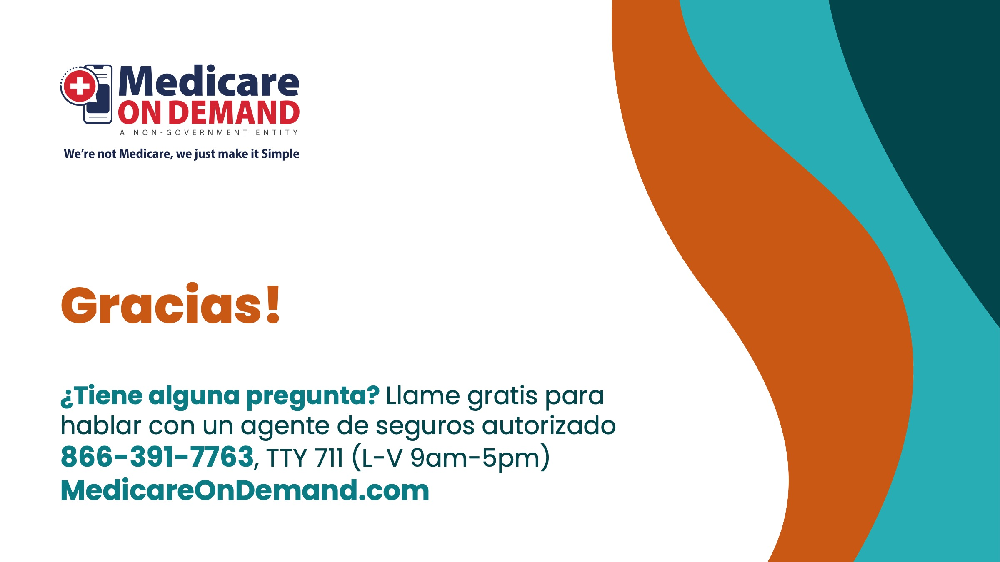 Medicare
ON DEMAND
A NON-GOVERNMENT ENTITY
We’re not Medicare, we just make it Simple
Gracias!
¿Tiene alguna pregunta? Llame gratis para
hablar con un agente de seguros autorizado
866-391-7763, TTY 711 (L-V 9am-5pm)
MedicareOnDemand.com